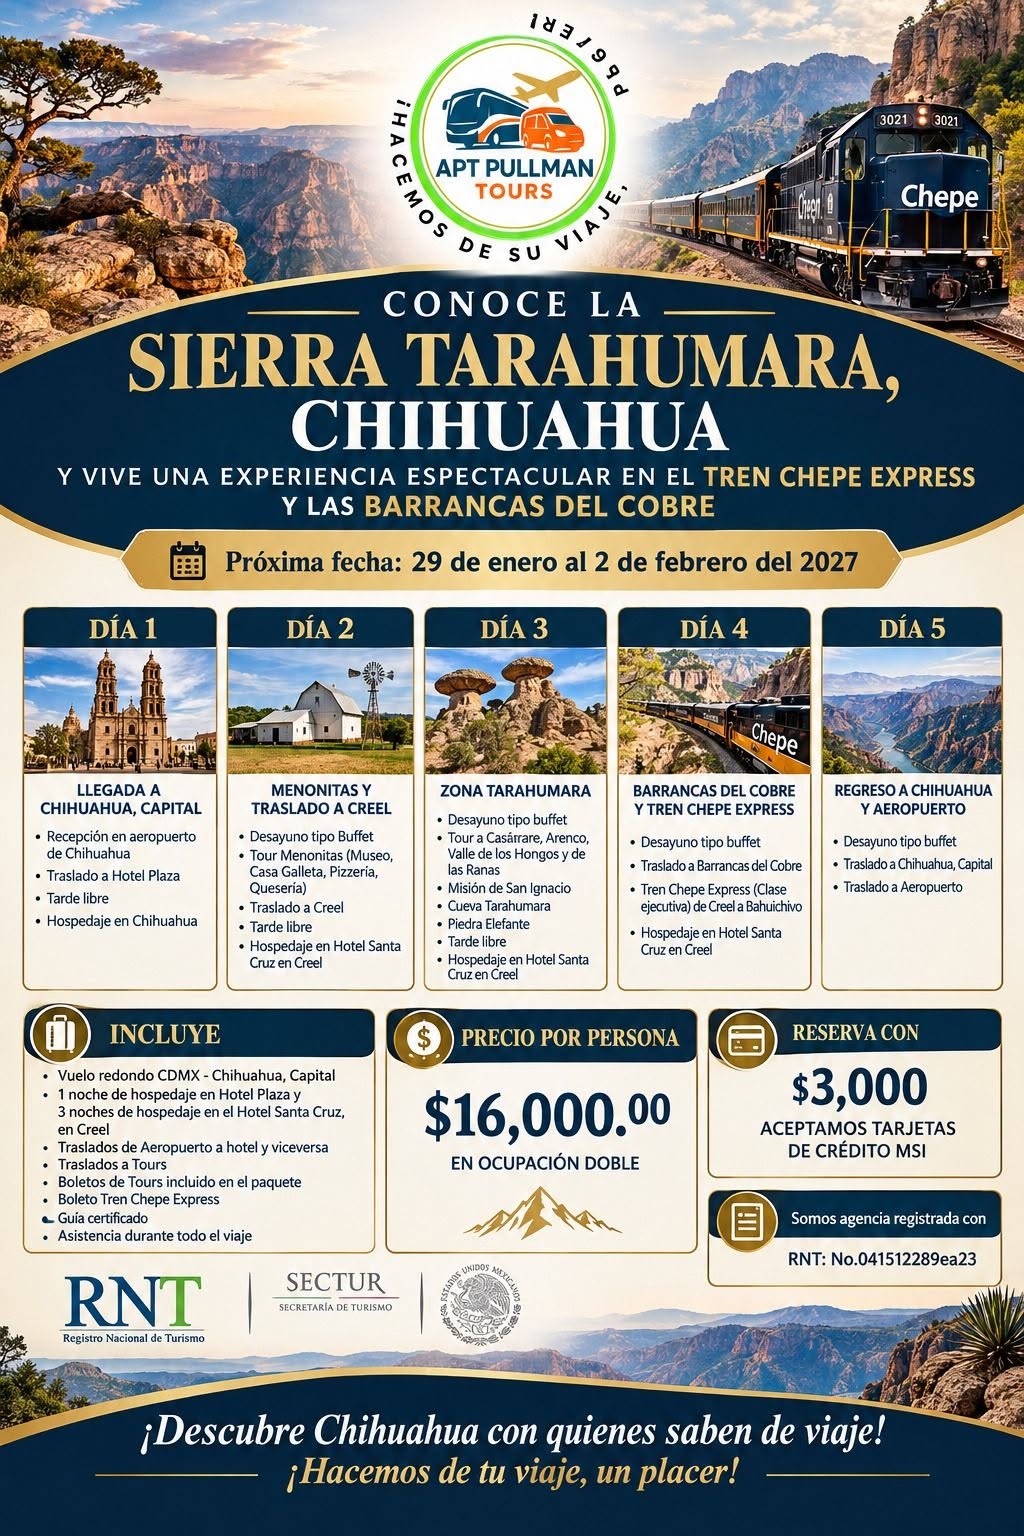 ¡HACEMOS DE SU VIAJE,
APT PULLMAN
TOURS
3021 3021
Chepe
CONOCE LA
SIERRA TARAHUMARA,
CHIHUAHUA
Y VIVE UNA EXPERIENCIA ESPECTACULAR EN EL TREN CHEPE EXPRESS
Y LAS BARRANCAS DEL COBRE
Próxima fecha: 29 de enero al 2 de febrero del 2027
DÍA 1
LLEGADA A
CHIHUAHUA, CAPITAL
• Recepción en aeropuerto
de Chihuahua
• Traslado a Hotel Plaza
• Tarde libre
• Hospedaje en Chihuahua
DÍA 2
MENONITAS Y
TRASLADO A CREEL
• Desayuno tipo Buffet
• Tour Menonitas (Museo,
Casa Galleta, Pizzería,
Quesería)
• Traslado a Creel
• Tarde libre
• Hospedaje en Hotel Santa
Cruz en Creel
DÍA 3
ZONA TARAHUMARA
• Desayuno tipo buffet
• Tour a Casárrare, Arenco,
Valle de los Hongos y de
las Ranas
• Misión de San Ignacio
• Cueva Tarahumara
• Piedra Elefante
• Tarde libre
• Hospedaje en Hotel Santa
Cruz en Creel
DÍA 4
Chepe
BARRANCAS DEL COBRE
Y TREN CHEPE EXPRESS
• Desayuno tipo buffet
• Traslado a Barrancas del Cobre
• Tren Chepe Express (Clase
ejecutiva) de Creel a Bahuichivo
• Hospedaje en Hotel Santa
Cruz en Creel
DÍA 5
REGRESO A CHIHUAHUA
Y AEROPUERTO
• Desayuno tipo buffet
• Traslado a Chihuahua, Capital
• Traslado a Aeropuerto
INCLUYE
• Vuelo redondo CDMX - Chihuahua, Capital
• 1 noche de hospedaje en Hotel Plaza y
3 noches de hospedaje en el Hotel Santa Cruz,
en Creel
• Traslados de Aeropuerto a hotel y viceversa
• Traslados a Tours
• Boletos de Tours incluido en el paquete
• Boleto Tren Chepe Express
• Guía certificado
• Asistencia durante todo el viaje
$ PRECIO POR PERSONA
$16,000.00
EN OCUPACIÓN DOBLE
RESERVA CON
$3,000
ACEPTAMOS TARJETAS
DE CRÉDITO MSI
Somos agencia registrada con
RNT: No.041512289ea23
RNT
Registro Nacional de Turismo
SECTUR
SECRETARÍA DE TURISMO
ESTADOS UNIDOS MEXICANOS
¡Descubre Chihuahua con quienes saben de viaje!
¡Hacemos de tu viaje, un placer!